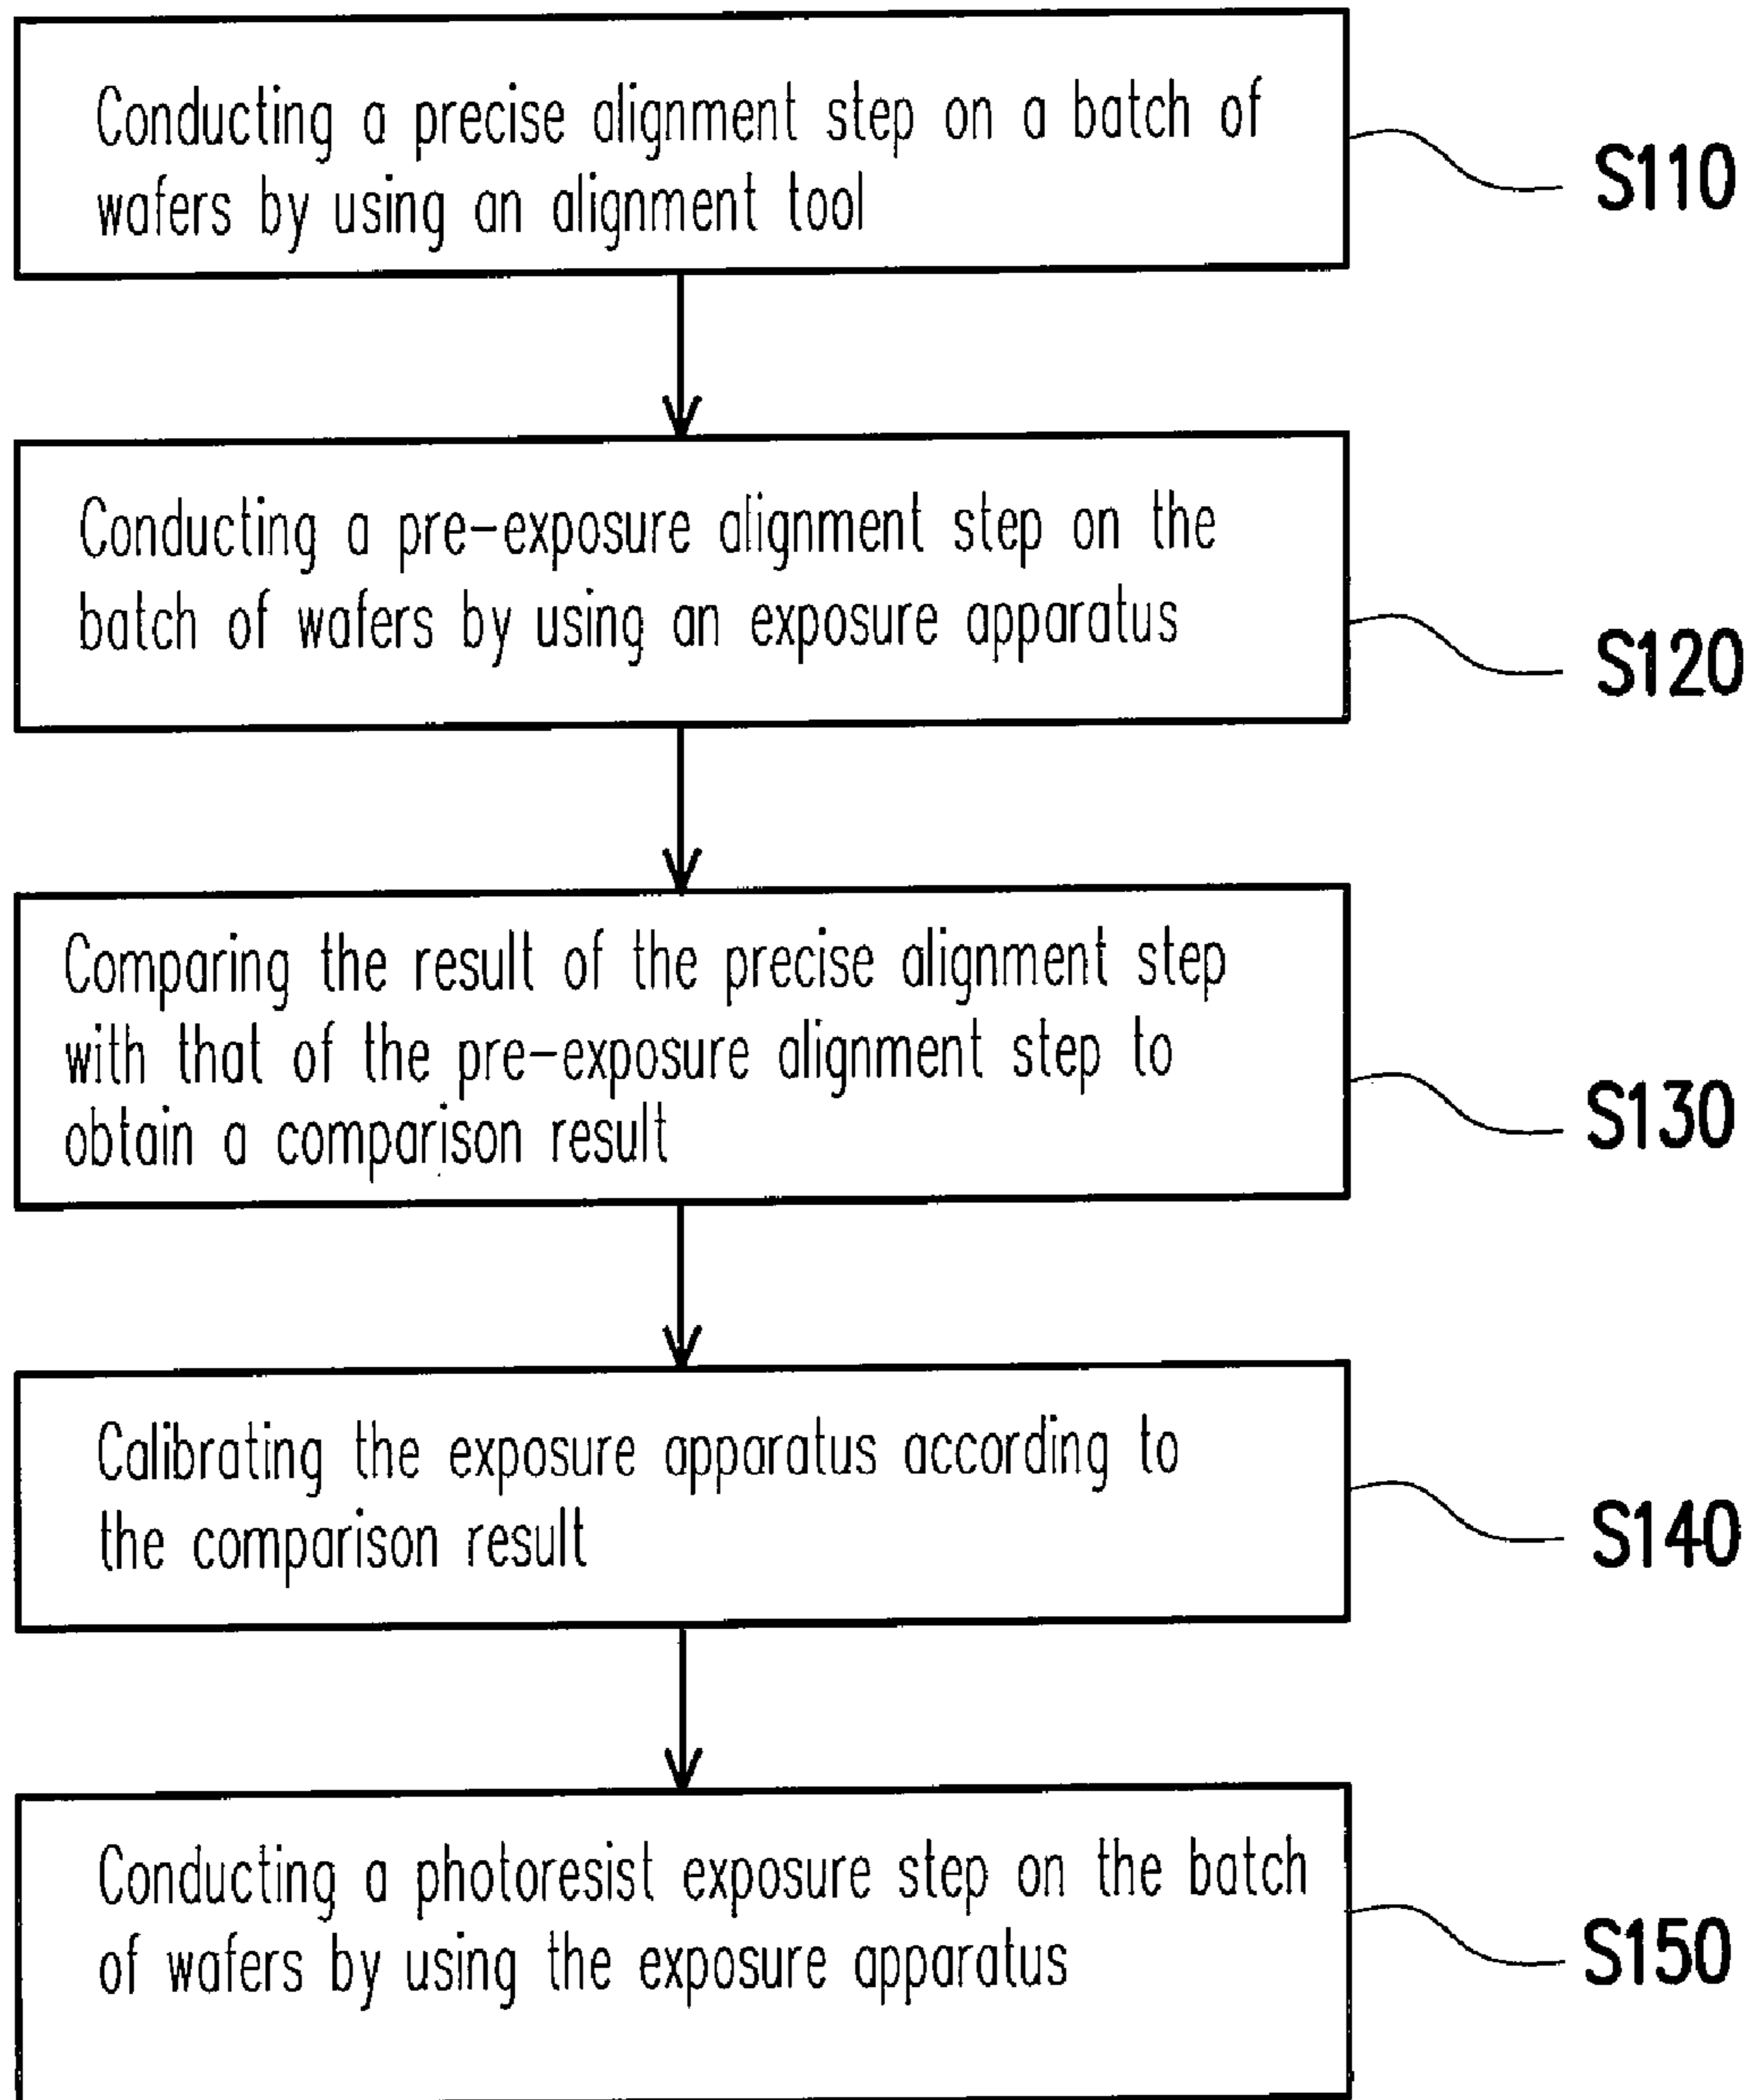 Conducting a precise alignment step on a batch of
wafers by using an alignment tool
S110
Conducting a pre-exposure alignment step on the
batch of wafers by using an exposure apparatus
S120
Comparing the result of the precise alignment step
with that of the pre-exposure alignment step to
obtain a comparison result
S130
Calibrating the exposure apparatus according to
the comparison result
S140
Conducting a photoresist exposure step on the batch
of wafers by using the exposure apparatus
S150